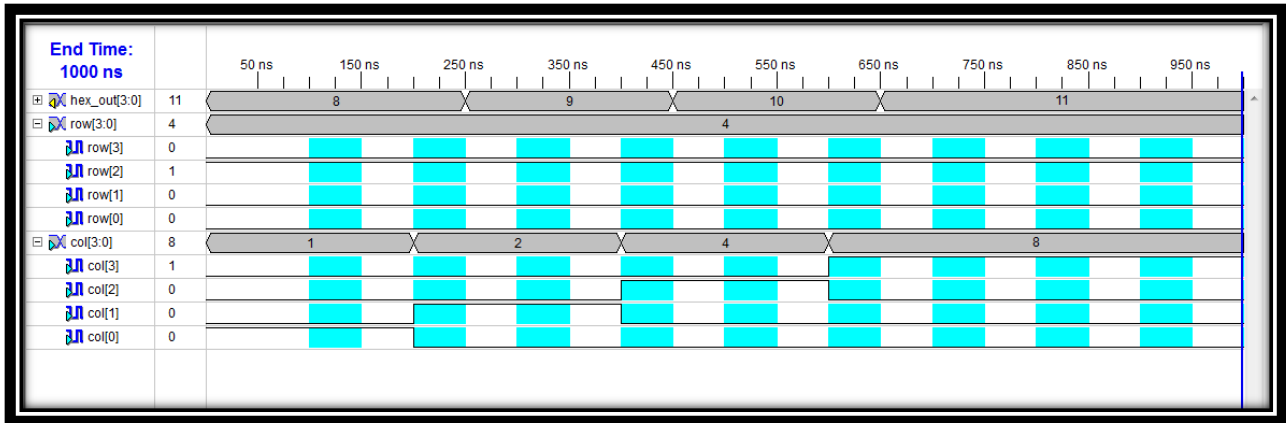 End Time:
1000 ns
50 ns 150 ns 250 ns 350 ns 450 ns 550 ns 650 ns 750 ns 850 ns 950 ns
hex_out[3:0] 11 8 9 10 11
row[3:0] 4 4
row[3] 0
row[2] 1
row[1] 0
row[0] 0
col[3:0] 8 1 2 4 8
col[3] 1
col[2] 0
col[1] 0
col[0] 0